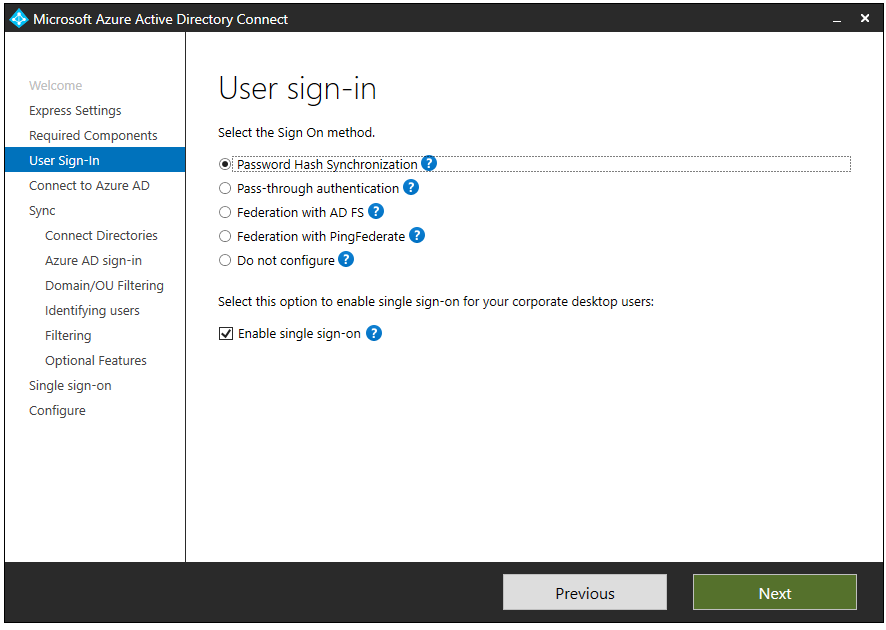 Microsoft Azure Active Directory Connect
Welcome
Express Settings
Required Components
User Sign-In
Connect to Azure AD
Sync
Connect Directories
Azure AD sign-in
Domain/OU Filtering
Identifying users
Filtering
Optional Features
Single sign-on
Configure
User sign-in
Select the Sign On method.
Password Hash Synchronization ?
Pass-through authentication ?
Federation with AD FS ?
Federation with PingFederate ?
Do not configure ?
Select this option to enable single sign-on for your corporate desktop users:
Enable single sign-on ?
Previous
Next